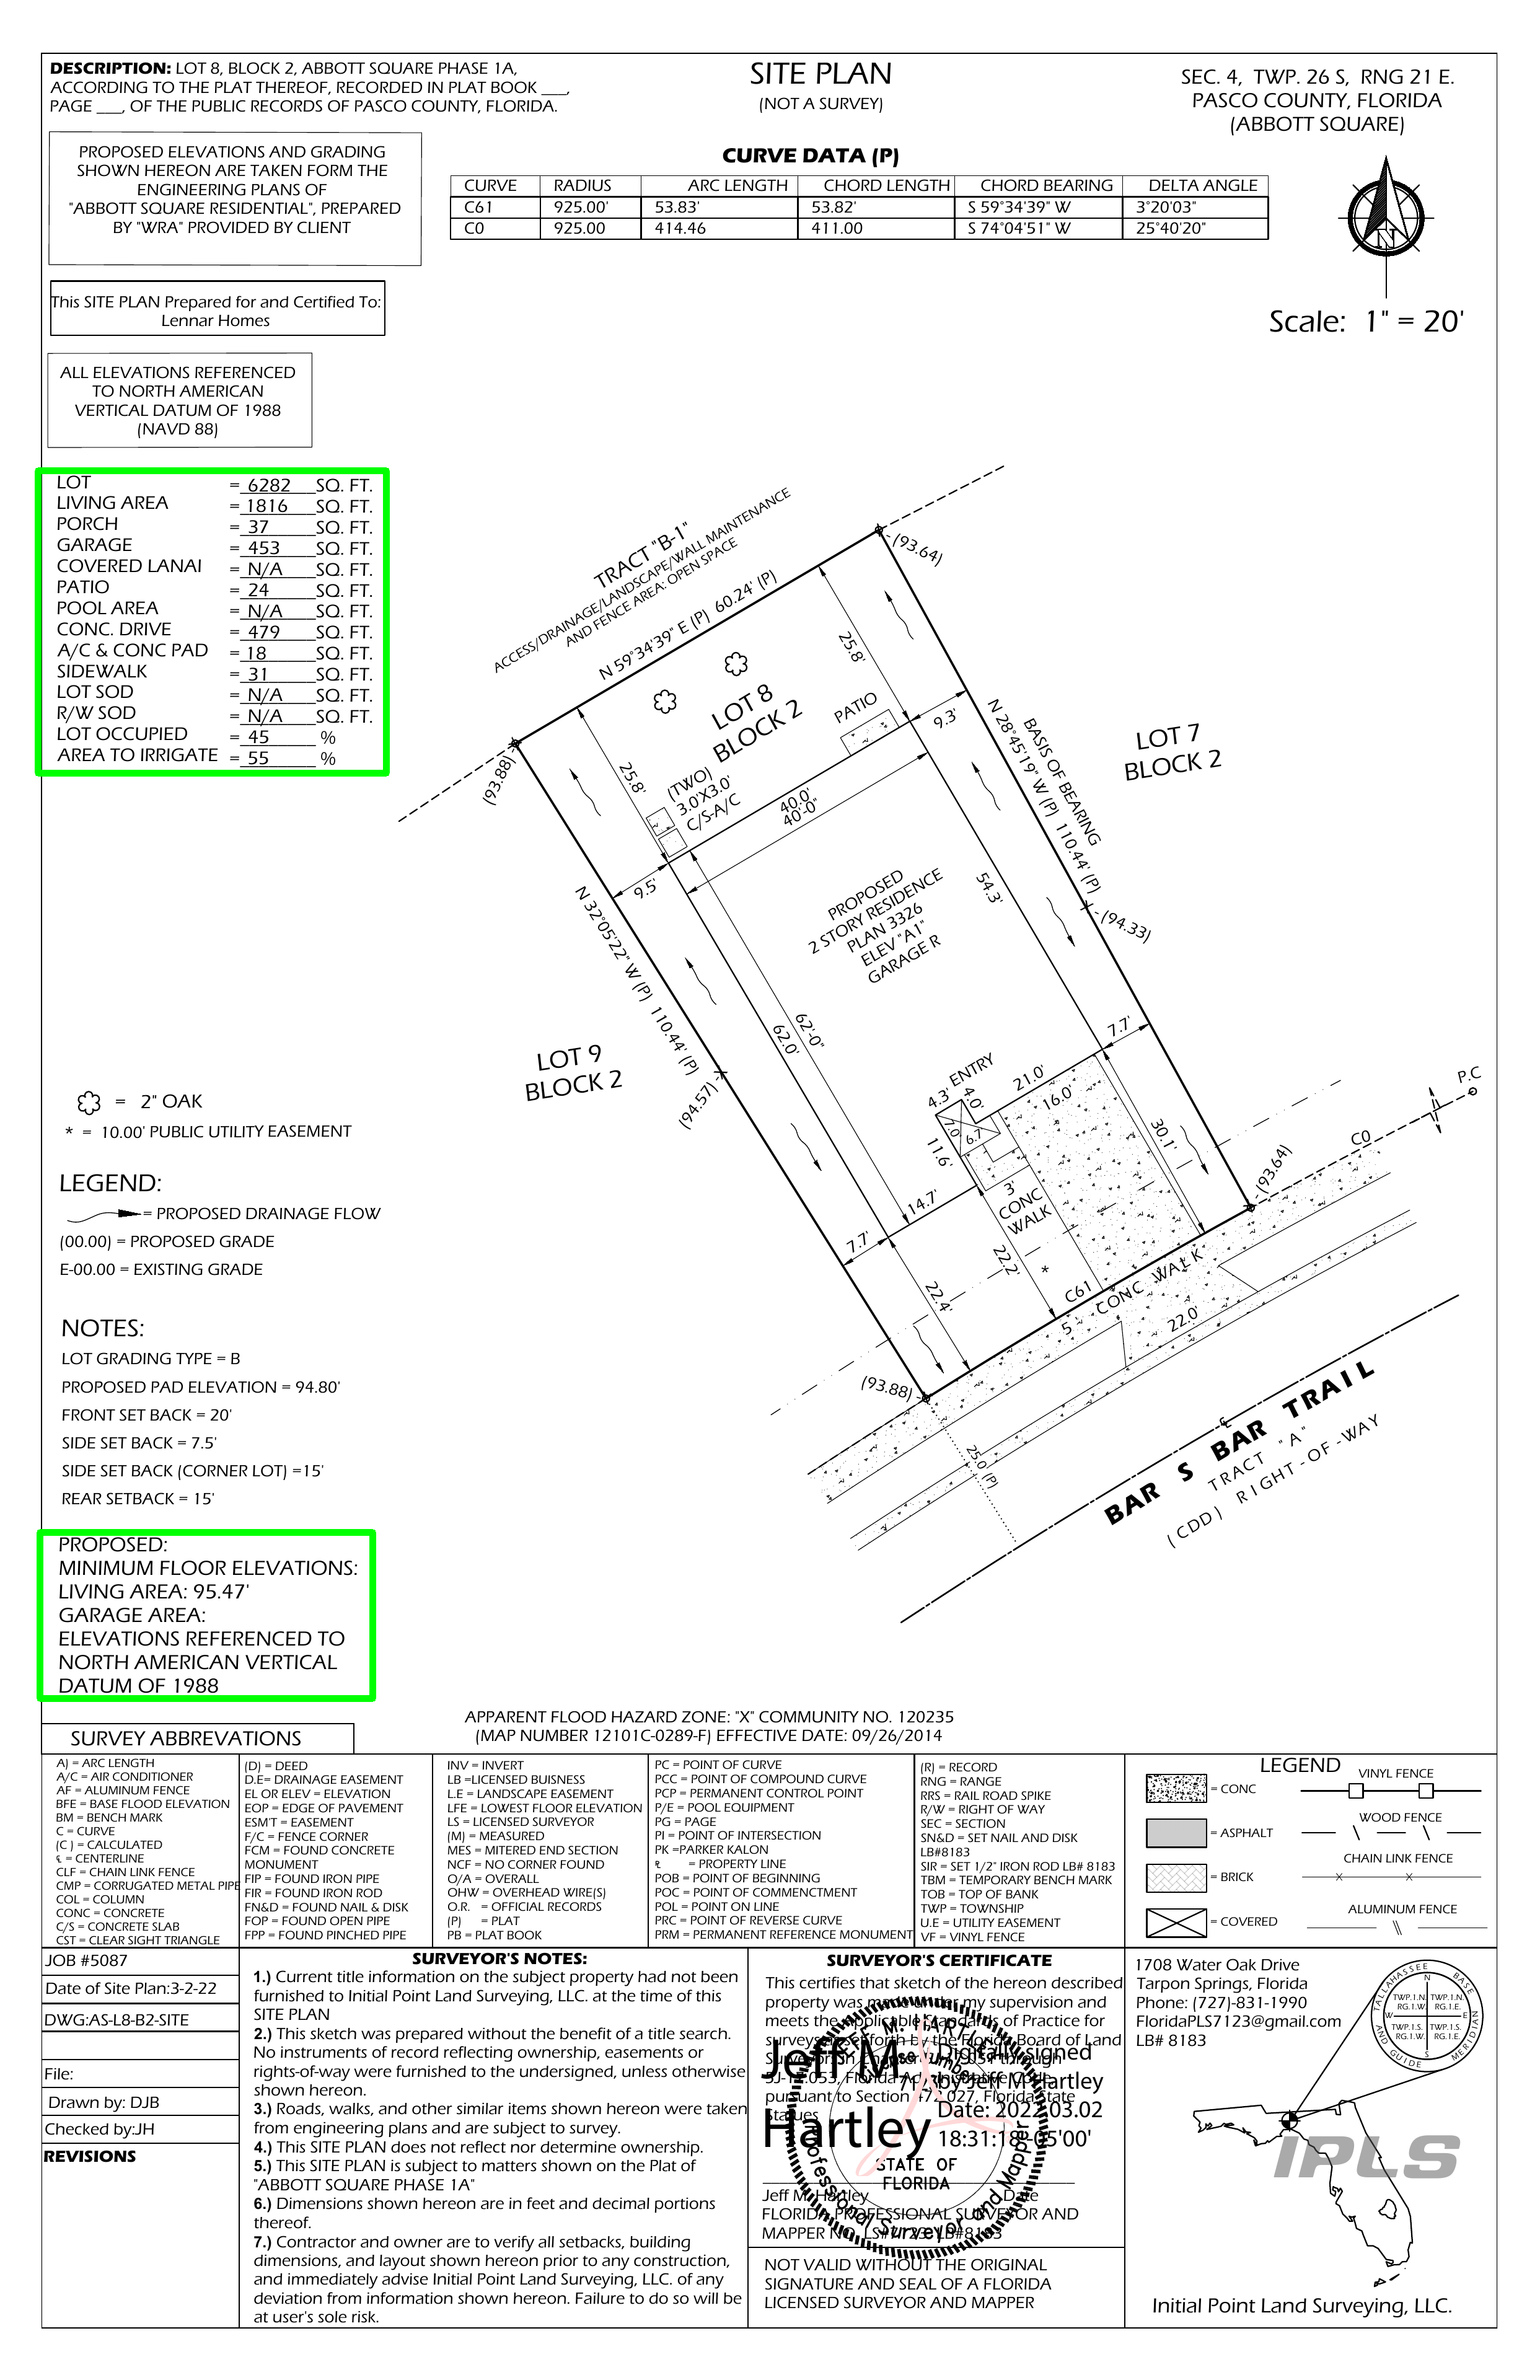 DESCRIPTION: LOT 8, BLOCK 2, ABBOTT SQUARE PHASE 1A,
ACCORDING TO THE PLAT THEREOF, RECORDED IN PLAT BOOK ___,
PAGE ___, OF THE PUBLIC RECORDS OF PASCO COUNTY, FLORIDA.
SITE PLAN
(NOT A SURVEY)
SEC. 4, TWP. 26 S, RNG 21 E.
PASCO COUNTY, FLORIDA
(ABBOTT SQUARE)
PROPOSED ELEVATIONS AND GRADING
SHOWN HEREON ARE TAKEN FORM THE
ENGINEERING PLANS OF
"ABBOTT SQUARE RESIDENTIAL", PREPARED
BY "WRA" PROVIDED BY CLIENT
CURVE DATA (P)
CURVE RADIUS ARC LENGTH CHORD LENGTH CHORD BEARING DELTA ANGLE
C61 925.00' 53.83' 53.82' S 59°34'39" W 3°20'03"
C0 925.00 414.46 411.00 S 74°04'51" W 25°40'20"
N
Scale: 1" = 20'
This SITE PLAN Prepared for and Certified To:
Lennar Homes
ALL ELEVATIONS REFERENCED
TO NORTH AMERICAN
VERTICAL DATUM OF 1988
(NAVD 88)
LOT = 6282 SQ. FT.
LIVING AREA = 1816 SQ. FT.
PORCH = 37 SQ. FT.
GARAGE = 453 SQ. FT.
COVERED LANAI = N/A SQ. FT.
PATIO = 24 SQ. FT.
POOL AREA = N/A SQ. FT.
CONC. DRIVE = 479 SQ. FT.
A/C & CONC PAD = 18 SQ. FT.
SIDEWALK = 31 SQ. FT.
LOT SOD = N/A SQ. FT.
R/W SOD = N/A SQ. FT.
LOT OCCUPIED = 45 %
AREA TO IRRIGATE = 55 %
TRACT "B-1"
ACCESS/DRAINAGE/LANDSCAPE/WALL MAINTENANCE
AND FENCE AREA: OPEN SPACE
N 59°34'39" E (P) 60.24' (P)
(93.64)
(93.88)
25.8'
25.8'
LOT 8
BLOCK 2
PATIO
9.3'
(TWO)
3.0'X3.0'
C/S-A/C
40.0'
40'-0"
9.5'
BASIS OF BEARING
N 28°45'19" W (P) 110.44' (P)
LOT 7
BLOCK 2
PROPOSED
2 STORY RESIDENCE
PLAN 3326
ELEV "A1"
GARAGE R
54.3'
(94.33)
N 32°05'22" W (P) 110.44' (P)
62.0'
62'-0"
LOT 9
BLOCK 2
(94.57)
7.7'
ENTRY
4.3'
4.0'
21.0'
16.0'
7.0'
6.7'
11.6'
30.1'
3'
CONC
WALK
14.7'
7.7'
22.2'
22.4'
*
C61
5' CONC WALK
22.0'
(93.64)
C0
P.C
(93.88)
25.0 (P)
BAR S BAR TRAIL
TRACT "A"
(CDD) RIGHT-OF-WAY
= 2" OAK
* = 10.00' PUBLIC UTILITY EASEMENT
LEGEND:
= PROPOSED DRAINAGE FLOW
(00.00) = PROPOSED GRADE
E-00.00 = EXISTING GRADE
NOTES:
LOT GRADING TYPE = B
PROPOSED PAD ELEVATION = 94.80'
FRONT SET BACK = 20'
SIDE SET BACK = 7.5'
SIDE SET BACK (CORNER LOT) =15'
REAR SETBACK = 15'
PROPOSED:
MINIMUM FLOOR ELEVATIONS:
LIVING AREA: 95.47'
GARAGE AREA:
ELEVATIONS REFERENCED TO
NORTH AMERICAN VERTICAL
DATUM OF 1988
APPARENT FLOOD HAZARD ZONE: "X" COMMUNITY NO. 120235
(MAP NUMBER 12101C-0289-F) EFFECTIVE DATE: 09/26/2014
SURVEY ABBREVATIONS
A) = ARC LENGTH
A/C = AIR CONDITIONER
AF = ALUMINUM FENCE
BFE = BASE FLOOD ELEVATION
BM = BENCH MARK
C = CURVE
(C ) = CALCULATED
℄ = CENTERLINE
CLF = CHAIN LINK FENCE
CMP = CORRUGATED METAL PIPE
COL = COLUMN
CONC = CONCRETE
C/S = CONCRETE SLAB
CST = CLEAR SIGHT TRIANGLE
(D) = DEED
D.E= DRAINAGE EASEMENT
EL OR ELEV = ELEVATION
EOP = EDGE OF PAVEMENT
ESM'T = EASEMENT
F/C = FENCE CORNER
FCM = FOUND CONCRETE
MONUMENT
FIP = FOUND IRON PIPE
FIR = FOUND IRON ROD
FN&D = FOUND NAIL & DISK
FOP = FOUND OPEN PIPE
FPP = FOUND PINCHED PIPE
INV = INVERT
LB =LICENSED BUISNESS
L.E = LANDSCAPE EASEMENT
LFE = LOWEST FLOOR ELEVATION
LS = LICENSED SURVEYOR
(M) = MEASURED
MES = MITERED END SECTION
NCF = NO CORNER FOUND
O/A = OVERALL
OHW = OVERHEAD WIRE(S)
O.R. = OFFICIAL RECORDS
(P) = PLAT
PB = PLAT BOOK
PC = POINT OF CURVE
PCC = POINT OF COMPOUND CURVE
PCP = PERMANENT CONTROL POINT
P/E = POOL EQUIPMENT
PG = PAGE
PI = POINT OF INTERSECTION
PK =PARKER KALON
= PROPERTY LINE
POB = POINT OF BEGINNING
POC = POINT OF COMMENCTMENT
POL = POINT ON LINE
PRC = POINT OF REVERSE CURVE
PRM = PERMANENT REFERENCE MONUMENT
(R) = RECORD
RNG = RANGE
RRS = RAIL ROAD SPIKE
R/W = RIGHT OF WAY
SEC = SECTION
SN&D = SET NAIL AND DISK
LB#8183
SIR = SET 1/2" IRON ROD LB# 8183
TBM = TEMPORARY BENCH MARK
TOB = TOP OF BANK
TWP = TOWNSHIP
U.E = UTILITY EASEMENT
VF = VINYL FENCE
LEGEND
= CONC
= ASPHALT
= BRICK
= COVERED
VINYL FENCE
WOOD FENCE
CHAIN LINK FENCE
ALUMINUM FENCE
JOB #5087
Date of Site Plan:3-2-22
DWG:AS-L8-B2-SITE
File:
Drawn by: DJB
Checked by:JH
REVISIONS
SURVEYOR'S NOTES:
1.) Current title information on the subject property had not been
furnished to Initial Point Land Surveying, LLC. at the time of this
SITE PLAN
2.) This sketch was prepared without the benefit of a title search.
No instruments of record reflecting ownership, easements or
rights-of-way were furnished to the undersigned, unless otherwise
shown hereon.
3.) Roads, walks, and other similar items shown hereon were taken
from engineering plans and are subject to survey.
4.) This SITE PLAN does not reflect nor determine ownership.
5.) This SITE PLAN is subject to matters shown on the Plat of
"ABBOTT SQUARE PHASE 1A"
6.) Dimensions shown hereon are in feet and decimal portions
thereof.
7.) Contractor and owner are to verify all setbacks, building
dimensions, and layout shown hereon prior to any construction,
and immediately advise Initial Point Land Surveying, LLC. of any
deviation from information shown hereon. Failure to do so will be
at user's sole risk.
SURVEYOR'S CERTIFICATE
This certifies that sketch of the hereon described
property was made under my supervision and
meets the applicable Standards of Practice for
surveys set forth by the Florida Board of Land
Surveyors in Chapter through
5J-17.053, Florida Administrative Code,
pursuant to Section 472.027, Florida State
Statues
Jeff M
Hartley
Digitally signed
by Jeff M Hartley
Date: 2022.03.02
18:31:18 -05'00'
STATE OF
FLORIDA
Professional Surveyor and Mapper
Jeff M. Hartley Date
FLORIDA PROFESSIONAL SURVEYOR AND
MAPPER NO. LB#8183
NOT VALID WITHOUT THE ORIGINAL
SIGNATURE AND SEAL OF A FLORIDA
LICENSED SURVEYOR AND MAPPER
1708 Water Oak Drive
Tarpon Springs, Florida
Phone: (727)-831-1990
FloridaPLS7123@gmail.com
LB# 8183
TALLAHASSEE BASE
AND GUIDE MERIDIAN
N
W E
S
TWP.1.N. TWP.1.N.
RG.1.W. RG.1.E.
TWP.1.S. TWP.1.S.
RG.1.W. RG.1.E.
IPLS
Initial Point Land Surveying, LLC.